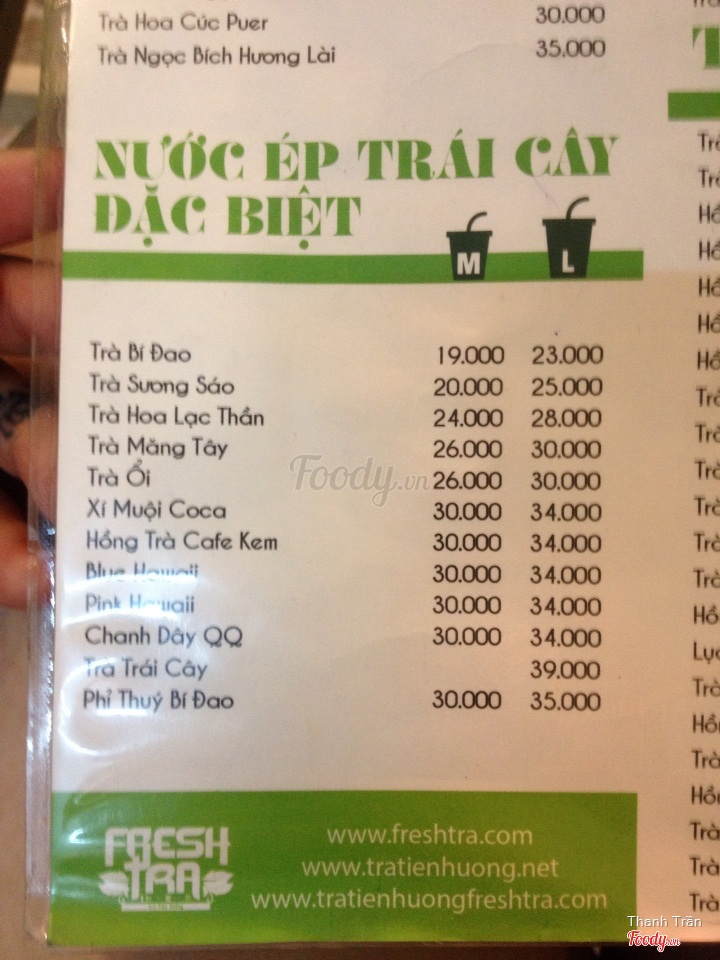 Trà Hoa Cúc Puer 30.000
Trà Ngọc Bích Hương Lài 35.000
NƯỚC ÉP TRÁI CÂY
ĐẶC BIỆT
M L
Trà Bí Đao 19.000 23.000
Trà Sương Sáo 20.000 25.000
Trà Hoa Lạc Thần 24.000 28.000
Trà Măng Tây 26.000 30.000
Trà Ổi 26.000 30.000
Xí Muội Coca 30.000 34.000
Hồng Trà Cafe Kem 30.000 34.000
Blue Hawaii 30.000 34.000
Pink Hawaii 30.000 34.000
Chanh Dây QQ 30.000 34.000
Trà Trái Cây 39.000
Phỉ Thuý Bí Đao 30.000 35.000
Foody.vn
FRESH
TRA
www.freshtra.com
www.tratienhuong.net
www.tratienhuongfreshtra.com
Thanh Trần
Foody.vn